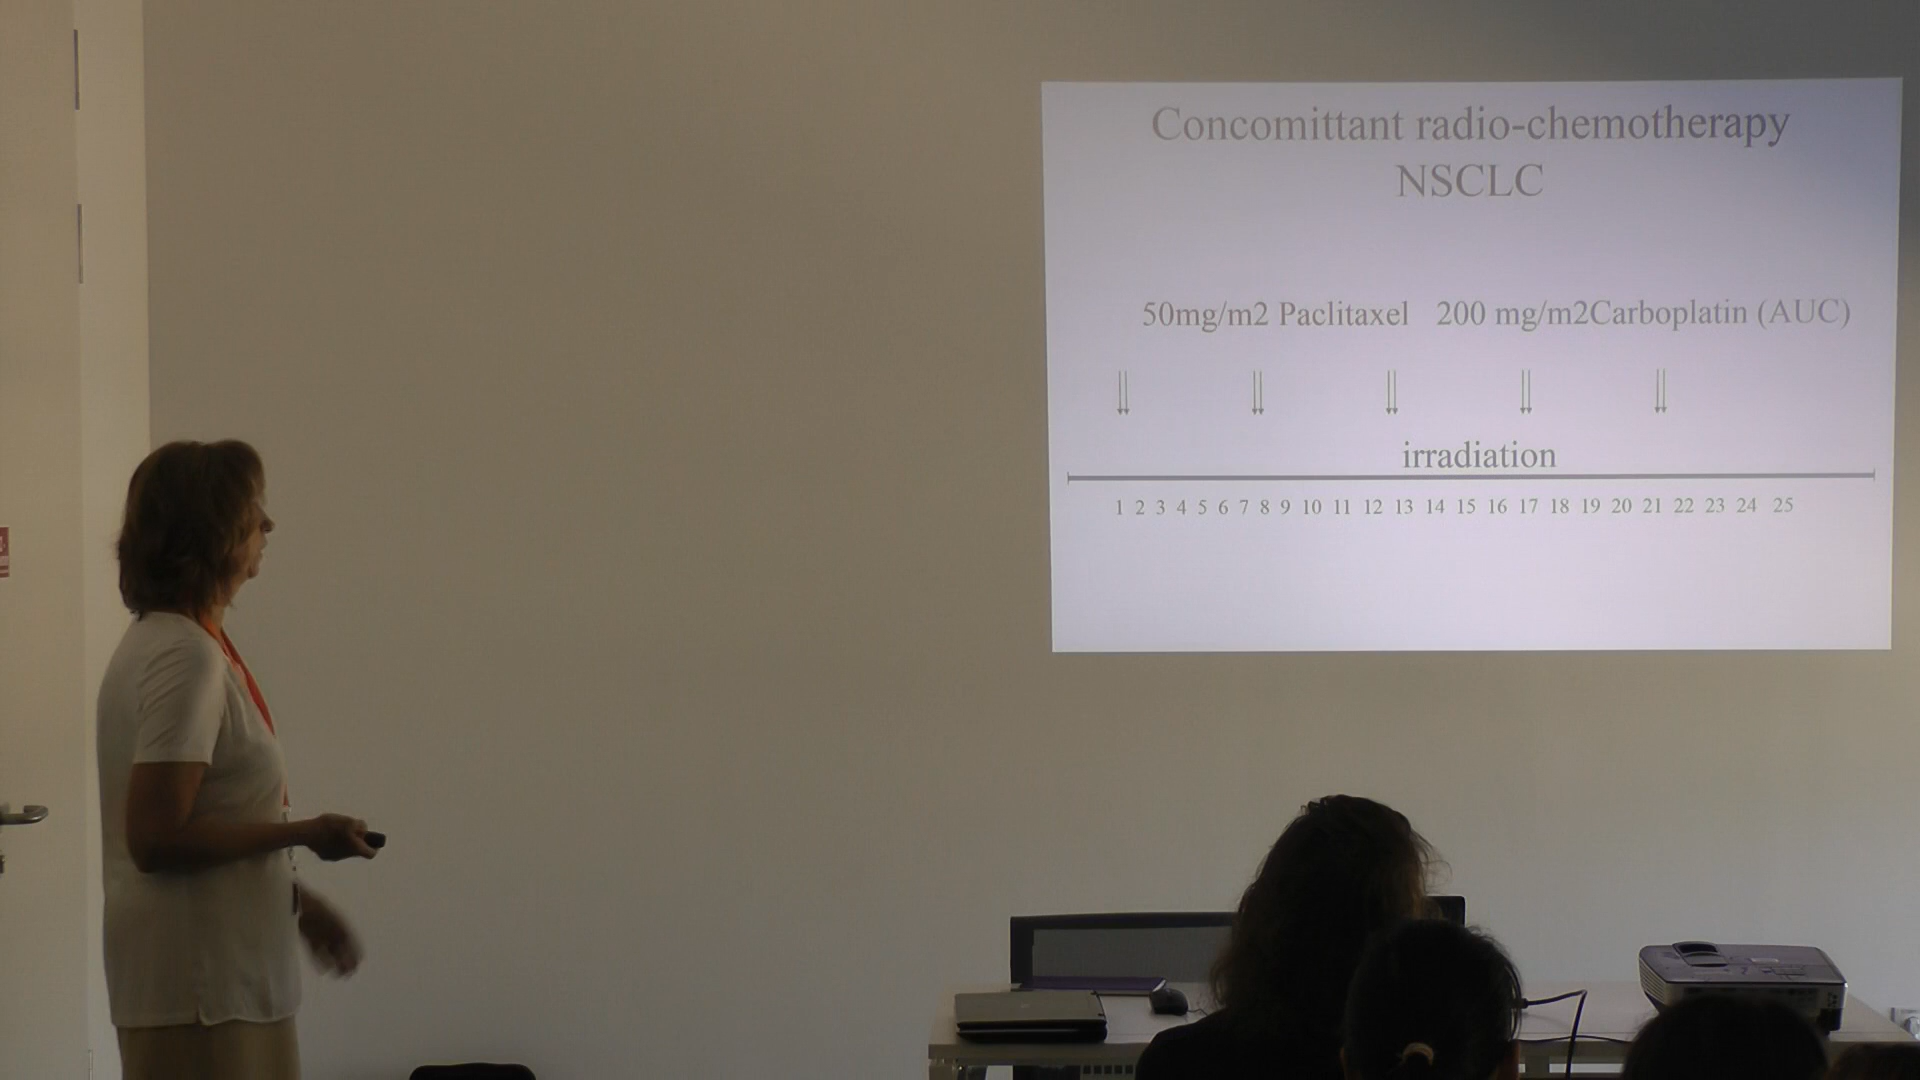 Concomittant radio-chemotherapy
NSCLC
50mg/m2 Paclitaxel 200 mg/m2Carboplatin (AUC)
irradiation
1 2 3 4 5 6 7 8 9 10 11 12 13 14 15 16 17 18 19 20 21 22 23 24 25